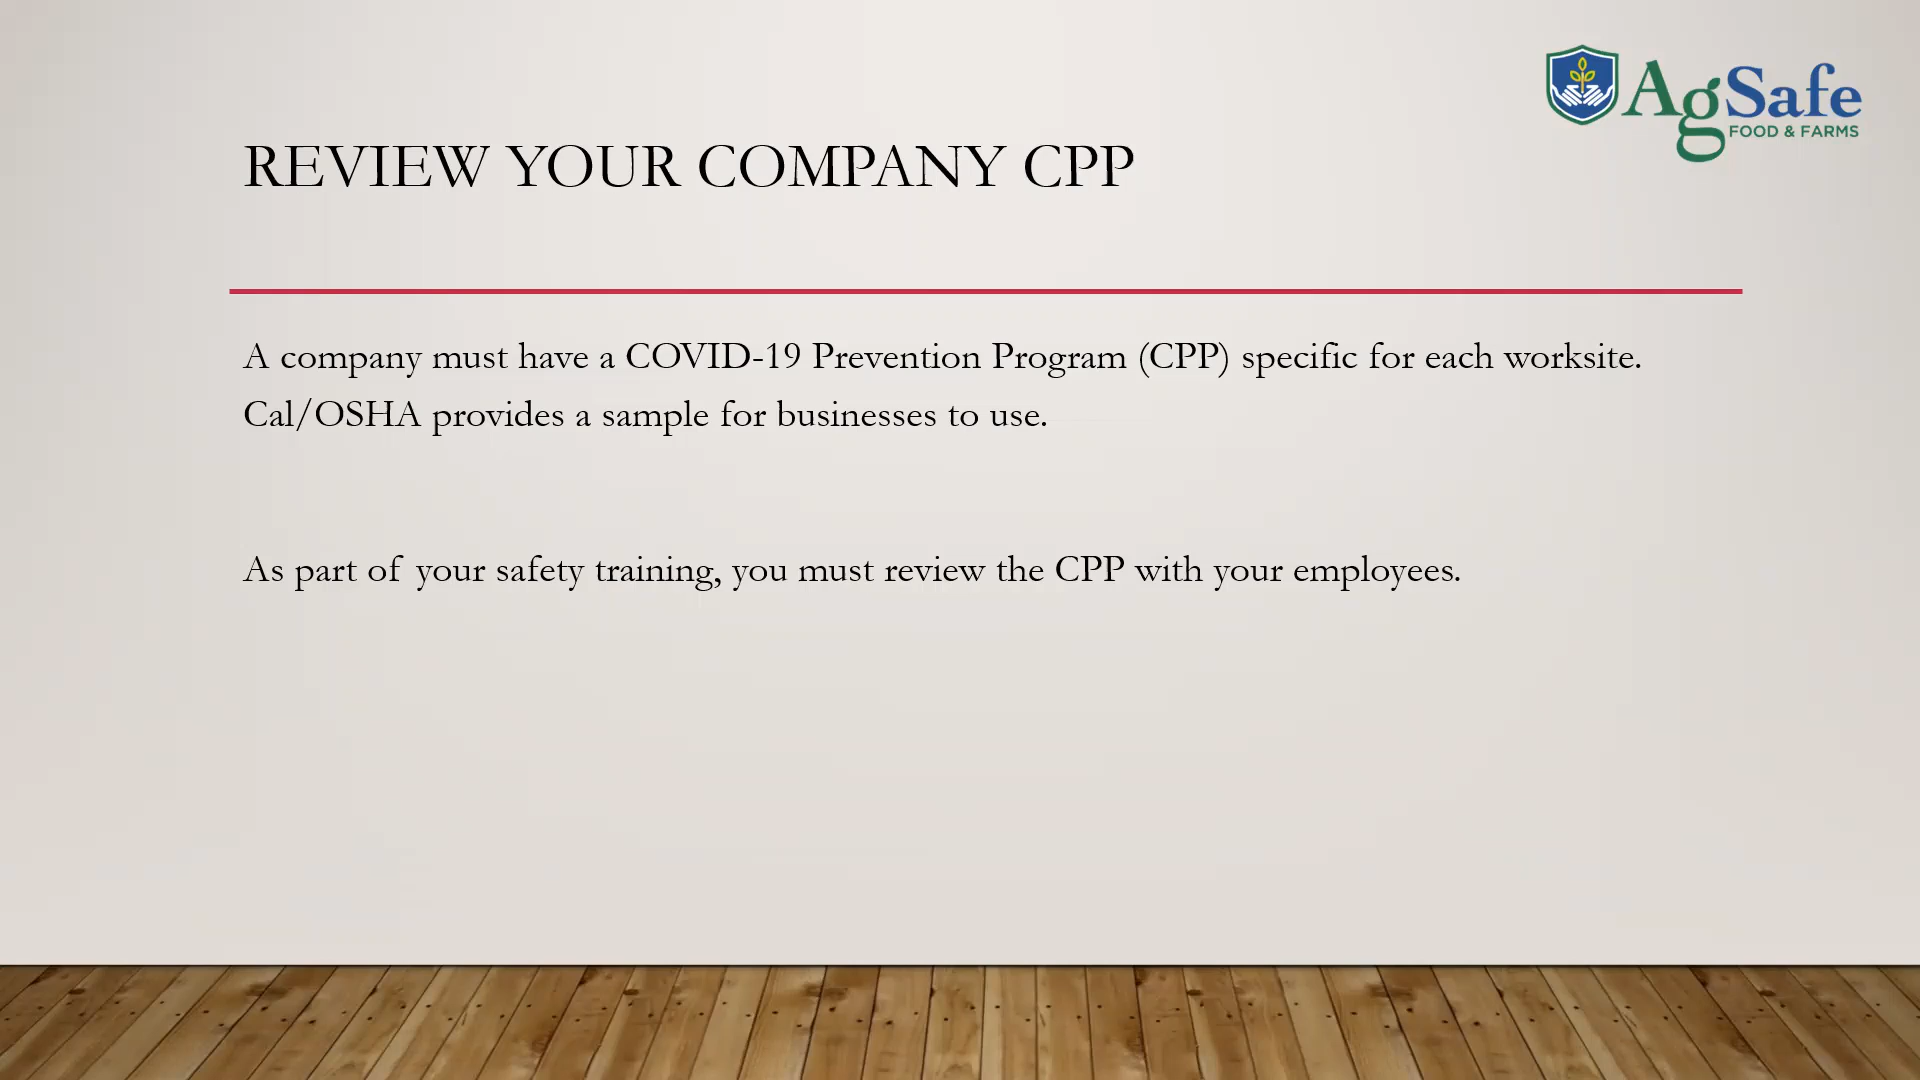 AgSafe
FOOD & FARMS
REVIEW YOUR COMPANY CPP
A company must have a COVID-19 Prevention Program (CPP) specific for each worksite.
Cal/OSHA provides a sample for businesses to use.
As part of your safety training, you must review the CPP with your employees.